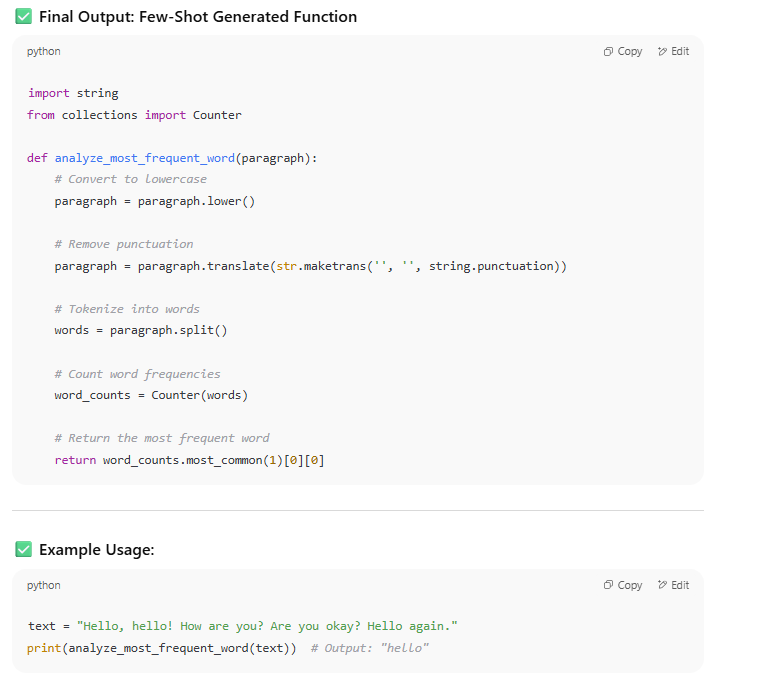 ✅ Final Output: Few-Shot Generated Function
python
Copy
Edit
import string
from collections import Counter
def analyze_most_frequent_word(paragraph):
    # Convert to lowercase
    paragraph = paragraph.lower()
    # Remove punctuation
    paragraph = paragraph.translate(str.maketrans('', '', string.punctuation))
    # Tokenize into words
    words = paragraph.split()
    # Count word frequencies
    word_counts = Counter(words)
    # Return the most frequent word
    return word_counts.most_common(1)[0][0]
✅ Example Usage:
python
Copy
Edit
text = "Hello, hello! How are you? Are you okay? Hello again."
print(analyze_most_frequent_word(text))  # Output: "hello"